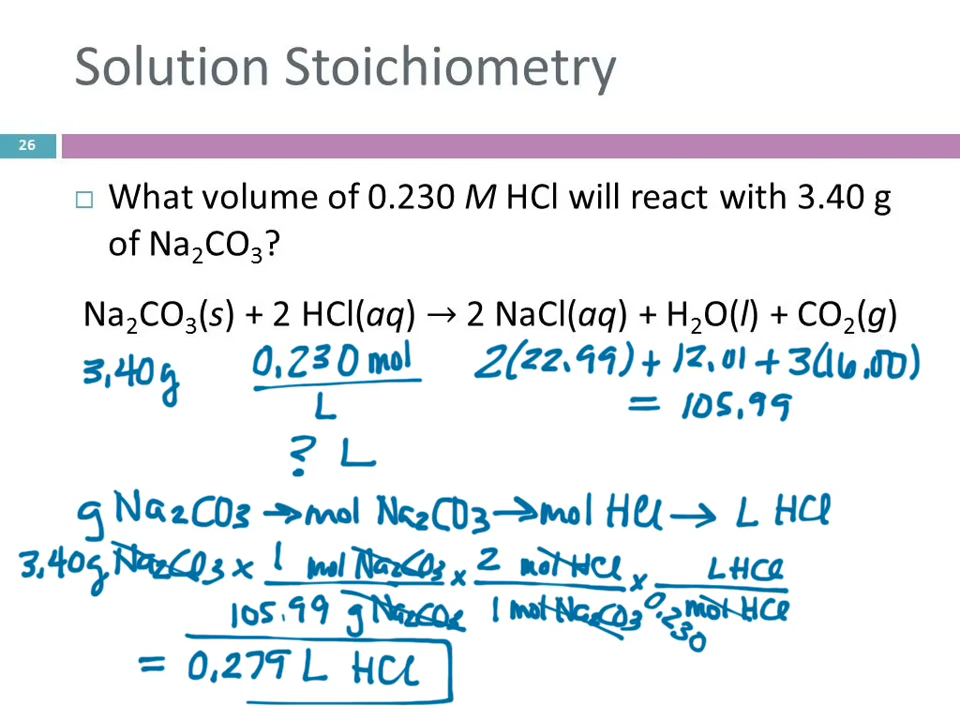 Solution Stoichiometry
26
What volume of 0.230 M HCl will react with 3.40 g
of Na₂CO₃?
Na₂CO₃(s) + 2 HCl(aq) → 2 NaCl(aq) + H₂O(l) + CO₂(g)
3.40g 0.230 mol 2(22.99) + 12.01 + 3(16.00)
L = 105.99
? L
g Na₂CO₃ → mol Na₂CO₃ → mol HCl → L HCl
3.40g Na₂CO₃ x 1 mol Na₂CO₃ x 2 mol HCl x L HCl
105.99 g Na₂CO₃ 1 mol Na₂CO₃ 0.230 mol HCl
= 0.279 L HCl